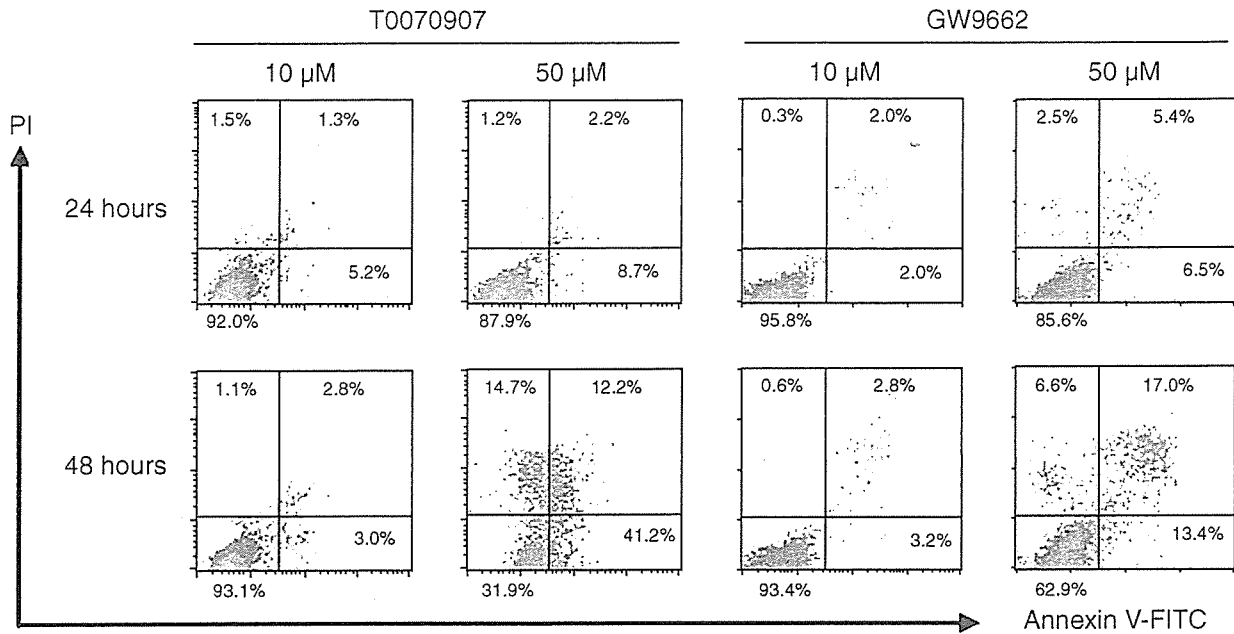 T0070907 GW9662
10 µM 50 µM 10 µM 50 µM
PI
1.5% 1.3% 1.2% 2.2% 0.3% 2.0% 2.5% 5.4%
24 hours
5.2% 8.7% 2.0% 6.5%
92.0% 87.9% 95.8% 85.6%
1.1% 2.8% 14.7% 12.2% 0.6% 2.8% 6.6% 17.0%
48 hours
3.0% 41.2% 3.2% 13.4%
93.1% 31.9% 93.4% 62.9%
Annexin V-FITC